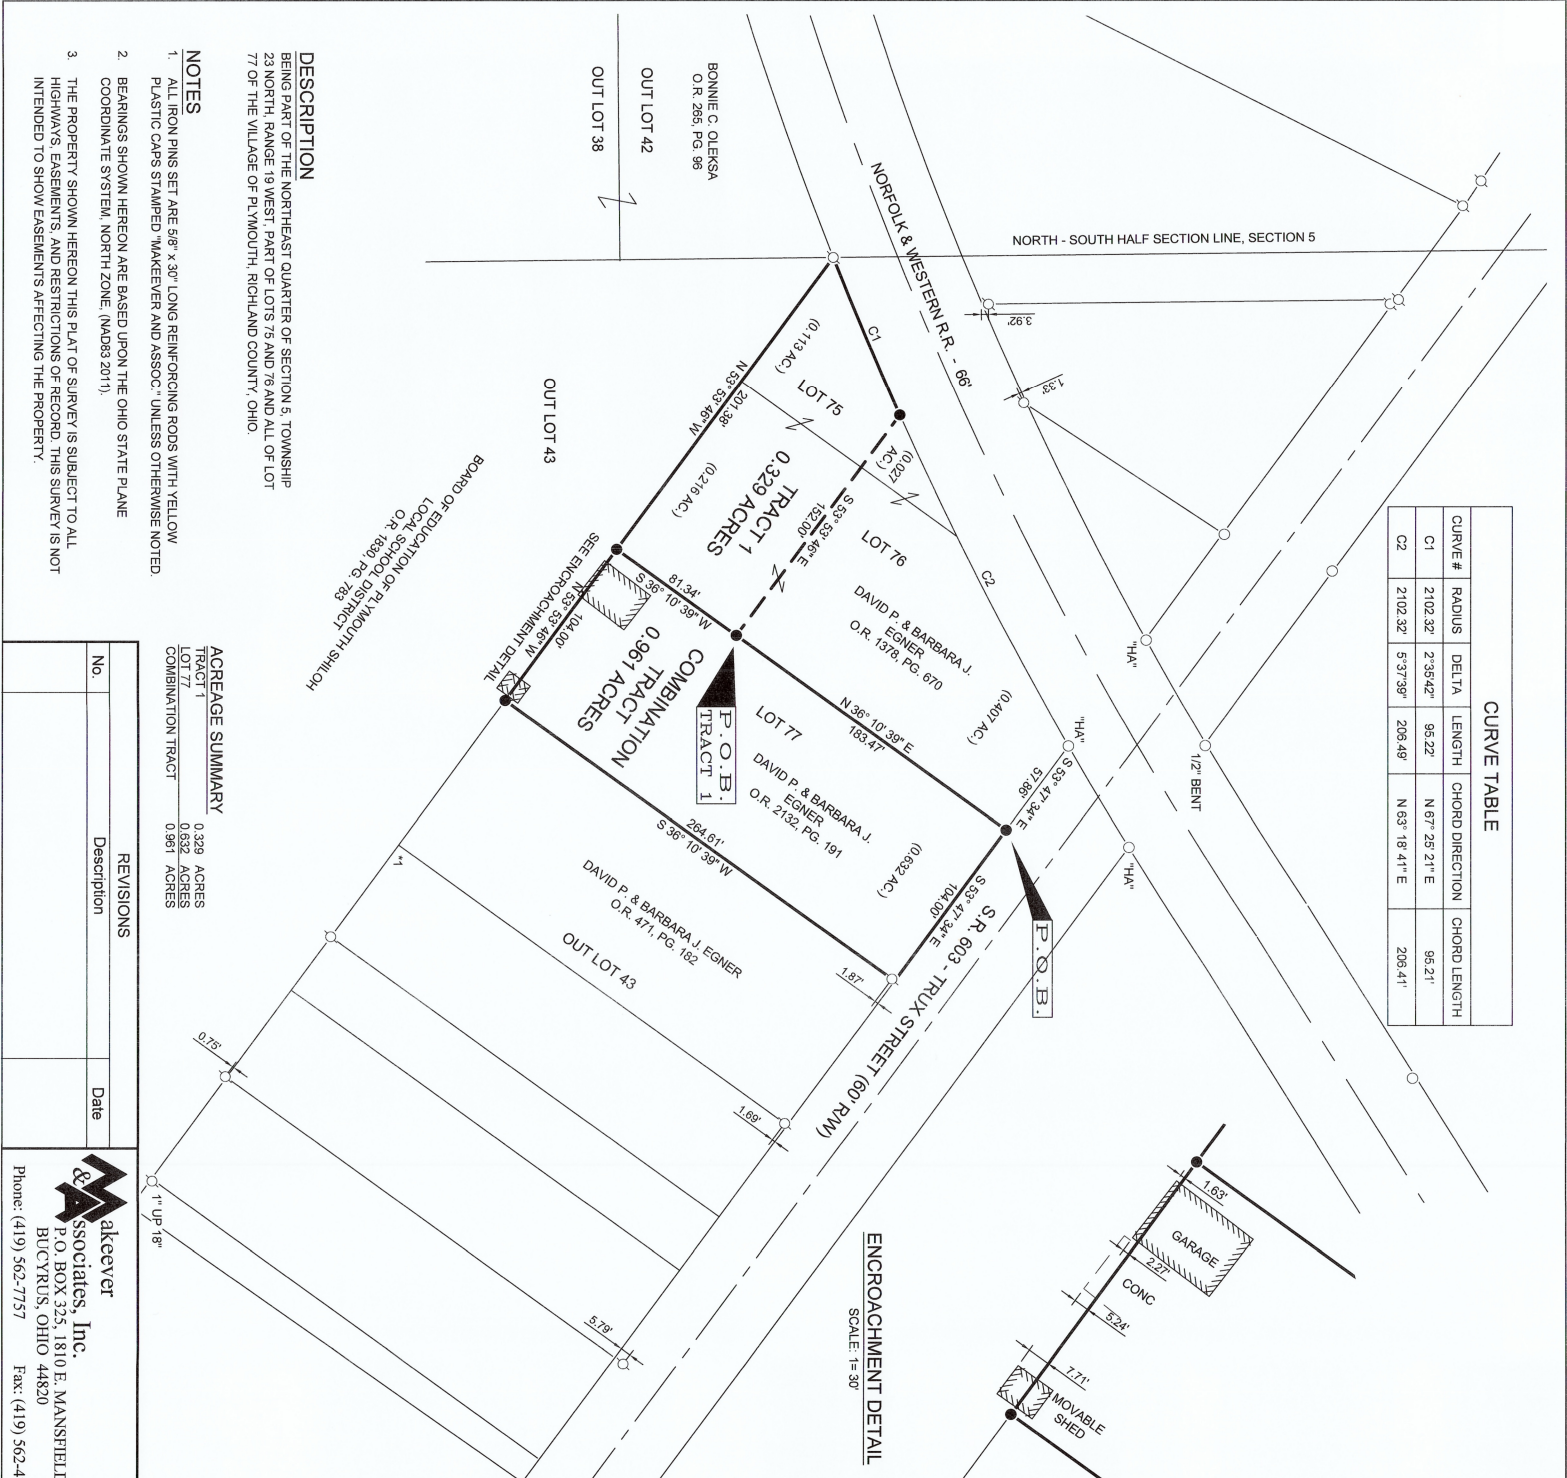 CURVE TABLE
CURVE # RADIUS DELTA LENGTH CHORD DIRECTION CHORD LENGTH
C1 2102.32' 2°35'42" 95.22' N 67° 25' 21" E 95.21'
C2 2102.32' 5°37'39" 206.49' N 63° 18' 41" E 206.41'
NORTH - SOUTH HALF SECTION LINE, SECTION 5
NORFOLK & WESTERN R.R. - 66'
3.92'
1.33'
"HA"
1/2" BENT
"HA"
"HA"
BONNIE C. OLEKSA
O.R. 265, PG. 96
OUT LOT 42
OUT LOT 38
C1
(0.113 AC.)
LOT 75
N 53° 53' 46" W
201.38'
(0.216 AC.)
TRACT 1
0.329 ACRES
(0.027
AC.)
S 53° 53' 46" E
152.00'
LOT 76
C2
DAVID P. & BARBARA J.
EGNER
O.R. 1378, PG. 670
(0.407 AC.)
81.34'
S 36° 10' 39" W
N 36° 10' 39" E
183.47'
S 53° 47' 34" E
57.86'
P.O.B.
P.O.B.
TRACT 1
LOT 77
DAVID P. & BARBARA J.
EGNER
O.R. 2132, PG. 191
(0.632 AC.)
COMBINATION
TRACT
0.961 ACRES
S 53° 47' 34" E
104.00'
S.R. 603 - TRUX STREET (60' R/W)
N 53° 53' 46" W
104.00'
SEE ENCROACHMENT DETAIL
264.61'
S 36° 10' 39" W
OUT LOT 43
BOARD OF EDUCATION OF PLYMOUTH SHILOH
LOCAL SCHOOL DISTRICT
O.R. 1830, PG. 783
DAVID P. & BARBARA J. EGNER
O.R. 471, PG. 182
OUT LOT 43
*1
1.87'
1.69'
0.75'
5.79'
1" UP 18"
ENCROACHMENT DETAIL
SCALE: 1= 30'
1.63'
GARAGE
2.27'
CONC
5.24'
7.71'
MOVABLE
SHED
DESCRIPTION
BEING PART OF THE NORTHEAST QUARTER OF SECTION 5, TOWNSHIP
23 NORTH, RANGE 19 WEST, PART OF LOTS 75 AND 76 AND ALL OF LOT
77 OF THE VILLAGE OF PLYMOUTH, RICHLAND COUNTY, OHIO.
NOTES
1. ALL IRON PINS SET ARE 5/8" x 30" LONG REINFORCING RODS WITH YELLOW
PLASTIC CAPS STAMPED "MAKEEVER AND ASSOC." UNLESS OTHERWISE NOTED.
2. BEARINGS SHOWN HEREON ARE BASED UPON THE OHIO STATE PLANE
COORDINATE SYSTEM, NORTH ZONE, (NAD83 2011).
3. THE PROPERTY SHOWN HEREON THIS PLAT OF SURVEY IS SUBJECT TO ALL
HIGHWAYS, EASEMENTS, AND RESTRICTIONS OF RECORD. THIS SURVEY IS NOT
INTENDED TO SHOW EASEMENTS AFFECTING THE PROPERTY.
ACREAGE SUMMARY
TRACT 1 0.329 ACRES
LOT 77 0.632 ACRES
COMBINATION TRACT 0.961 ACRES
REVISIONS
No. Description Date
Makeever
& Associates, Inc.
P.O. BOX 325, 1810 E. MANSFIEL
BUCYRUS, OHIO 44820
Phone: (419) 562-7757 Fax: (419) 562-4